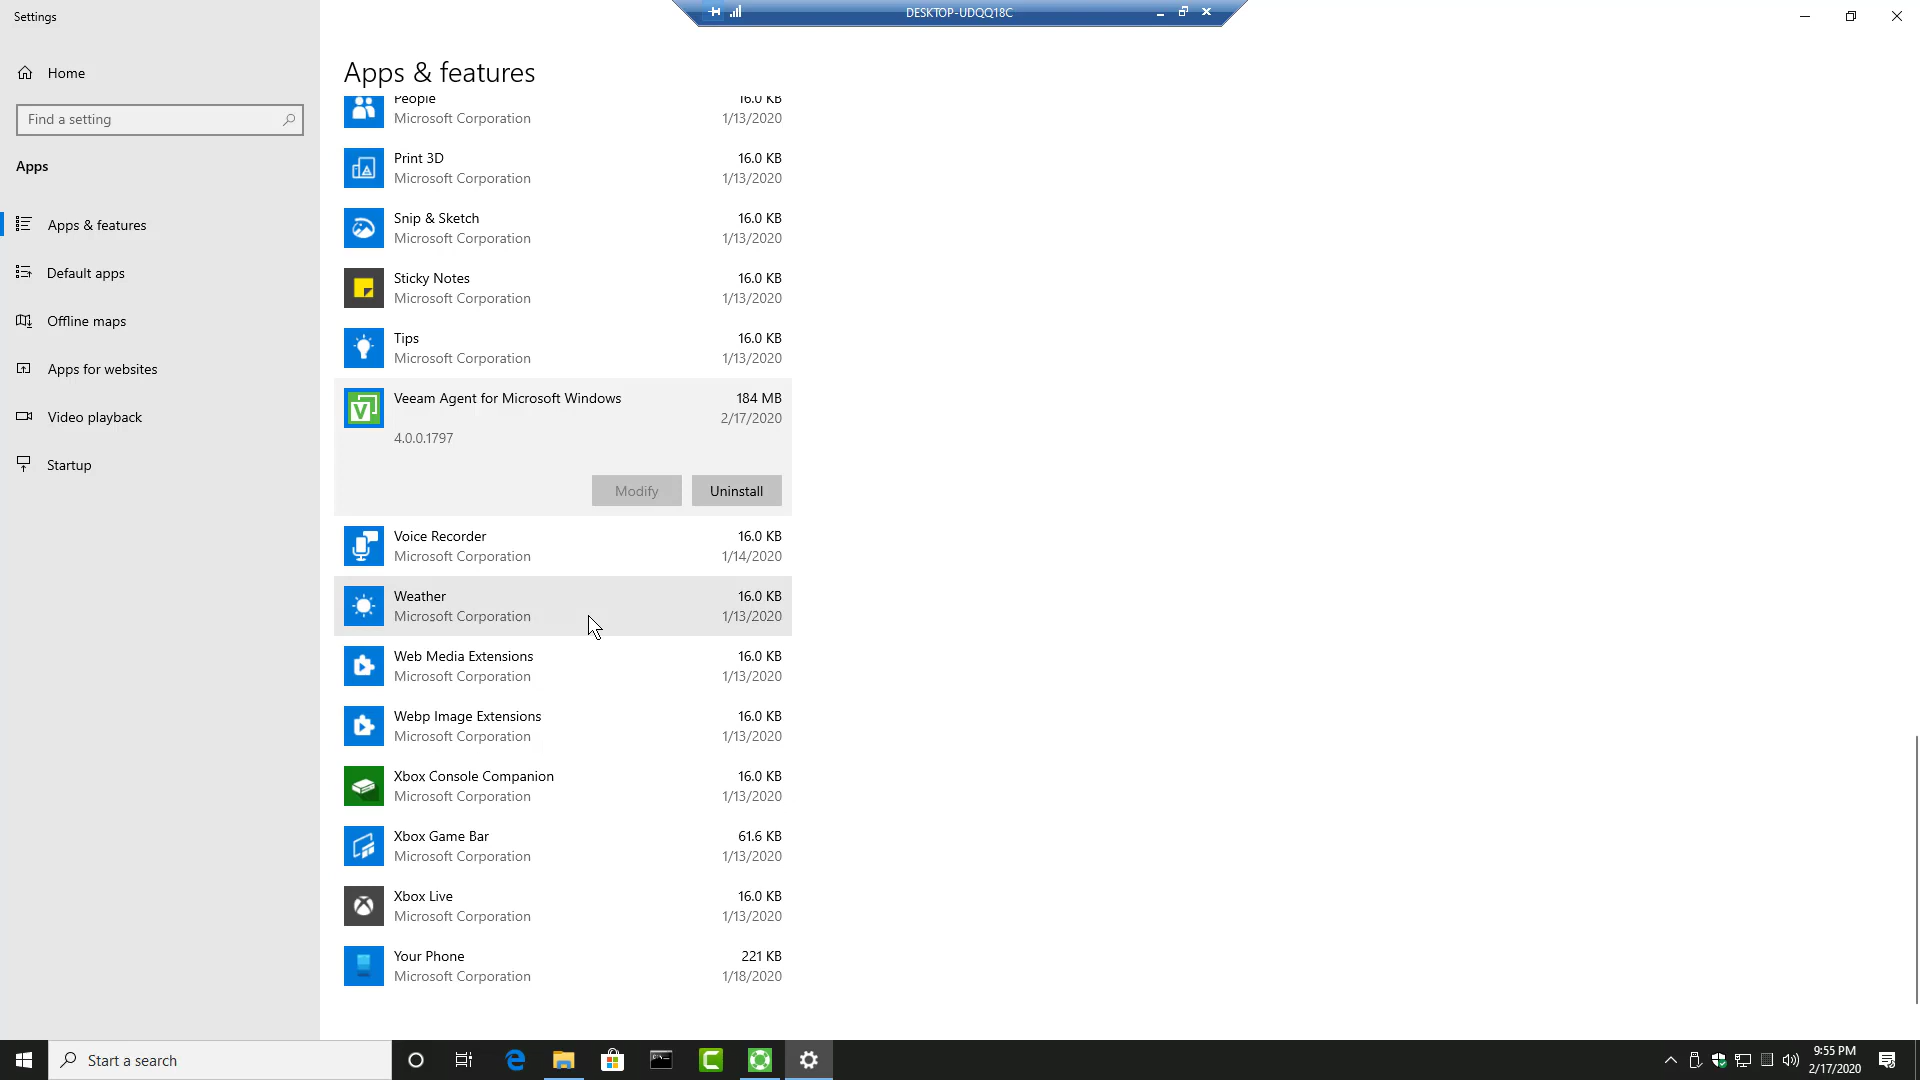 Settings
DESKTOP-UDQQ18C
Home
Find a setting
Apps
Apps & features
Default apps
Offline maps
Apps for websites
Video playback
Startup
Apps & features
People 16.0 KB
Microsoft Corporation 1/13/2020
Print 3D 16.0 KB
Microsoft Corporation 1/13/2020
Snip & Sketch 16.0 KB
Microsoft Corporation 1/13/2020
Sticky Notes 16.0 KB
Microsoft Corporation 1/13/2020
Tips 16.0 KB
Microsoft Corporation 1/13/2020
Veeam Agent for Microsoft Windows 184 MB
2/17/2020
4.0.0.1797
Modify Uninstall
Voice Recorder 16.0 KB
Microsoft Corporation 1/14/2020
Weather 16.0 KB
Microsoft Corporation 1/13/2020
Web Media Extensions 16.0 KB
Microsoft Corporation 1/13/2020
Webp Image Extensions 16.0 KB
Microsoft Corporation 1/13/2020
Xbox Console Companion 16.0 KB
Microsoft Corporation 1/13/2020
Xbox Game Bar 61.6 KB
Microsoft Corporation 1/13/2020
Xbox Live 16.0 KB
Microsoft Corporation 1/13/2020
Your Phone 221 KB
Microsoft Corporation 1/18/2020
Start a search
9:55 PM
2/17/2020